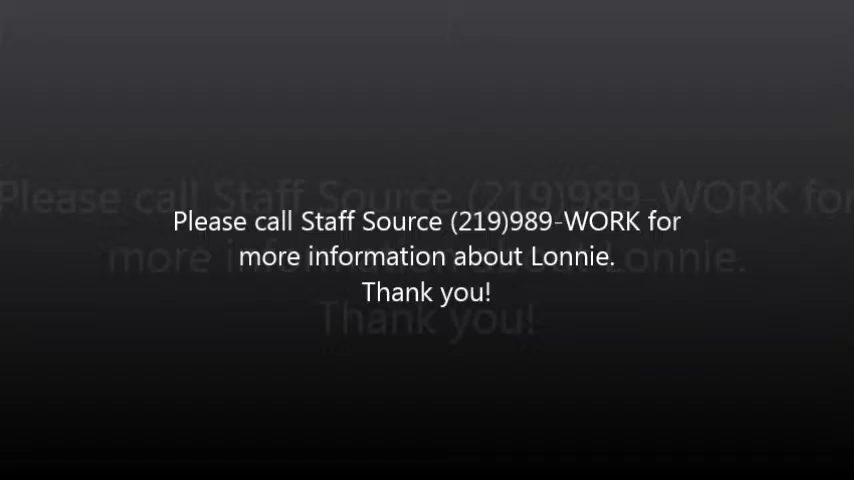 Please call Staff Source (219)989-WORK for
more information about Lonnie.
Thank you!